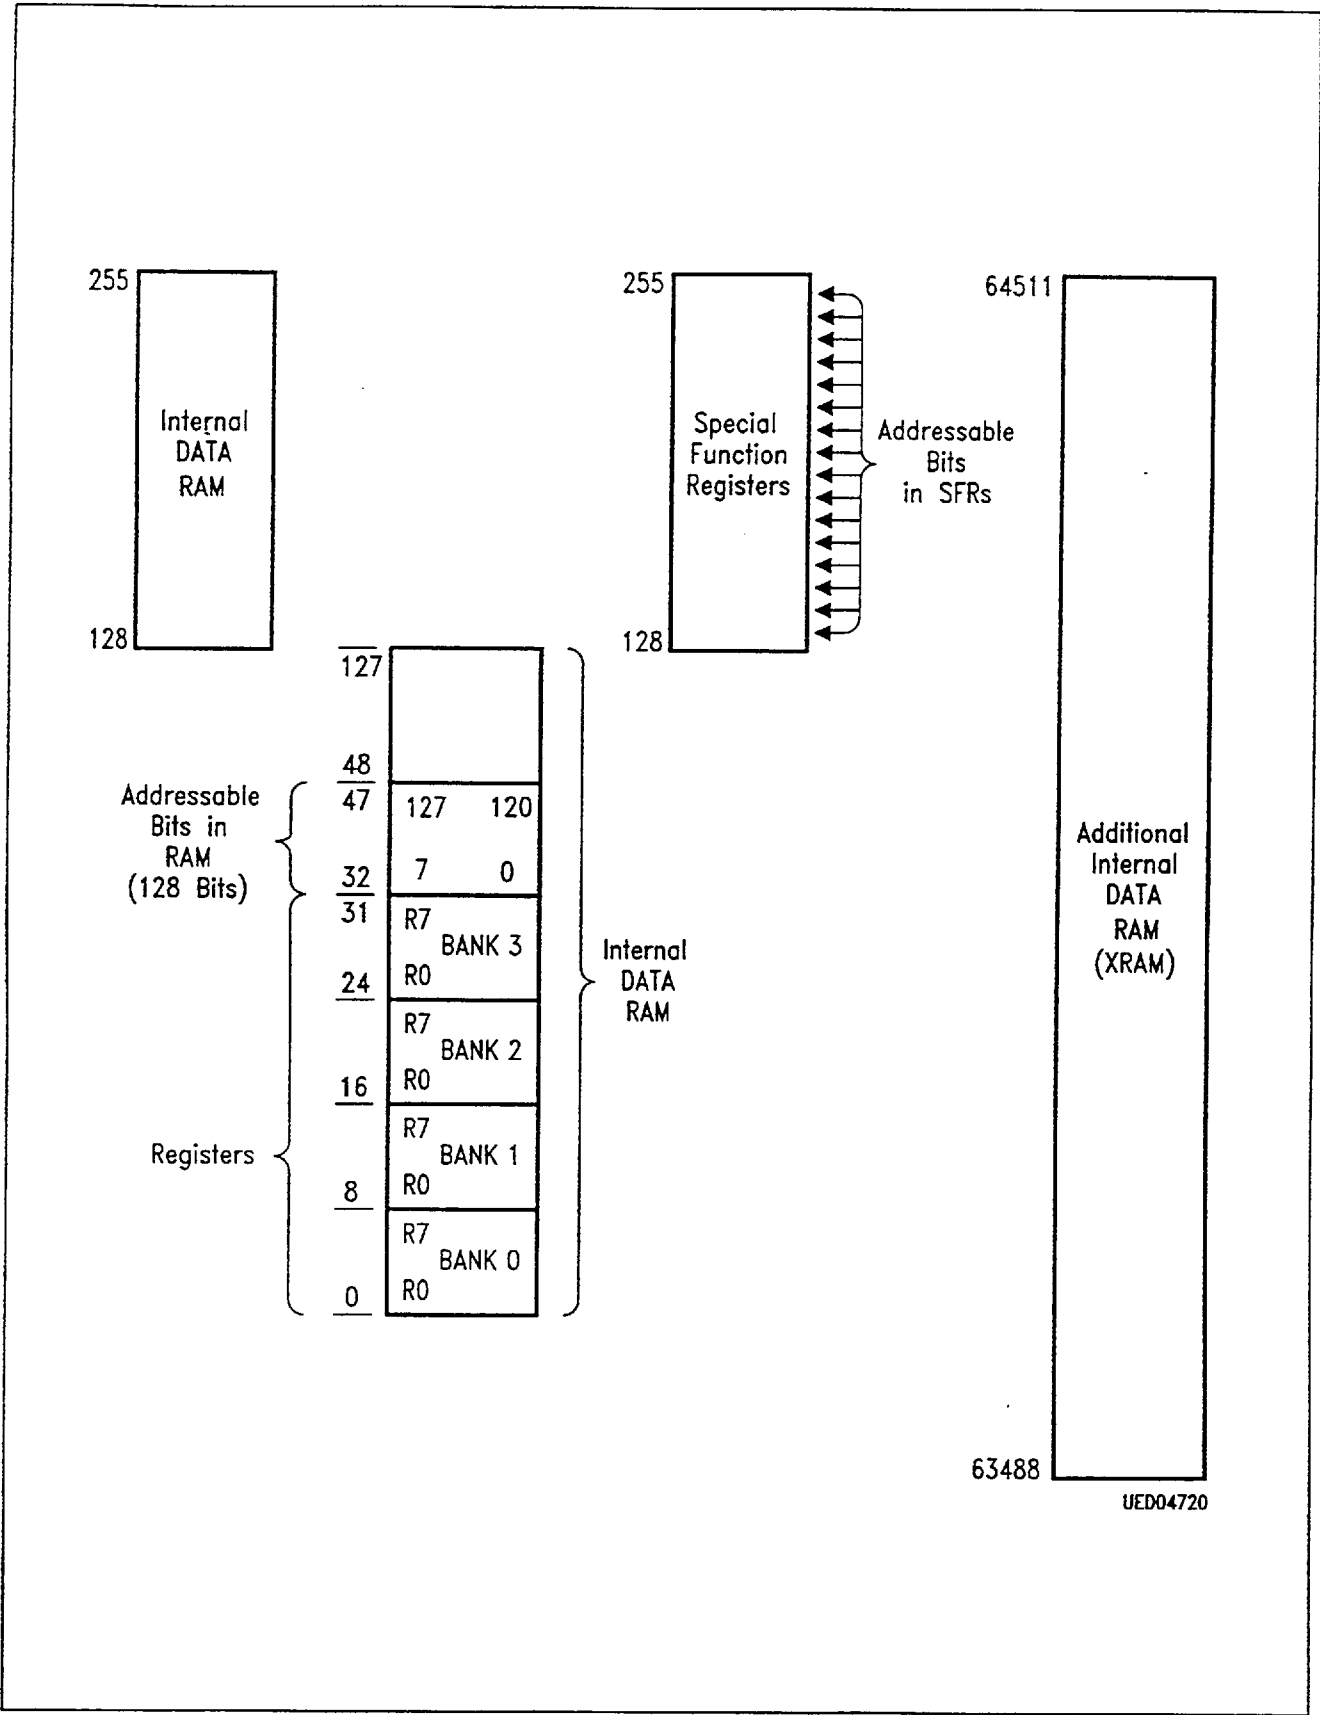 255
Internal
DATA
RAM
128
255
Special
Function
Registers
128
Addressable
Bits
in SFRs
64511
Additional
Internal
DATA
RAM
(XRAM)
63488
127
48
Addressable
Bits in
RAM
(128 Bits)
47
127 120
7 0
32
31
R7
BANK 3
R0
24
R7
BANK 2
R0
16
Registers
R7
BANK 1
R0
8
R7
BANK 0
R0
0
Internal
DATA
RAM
UED04720